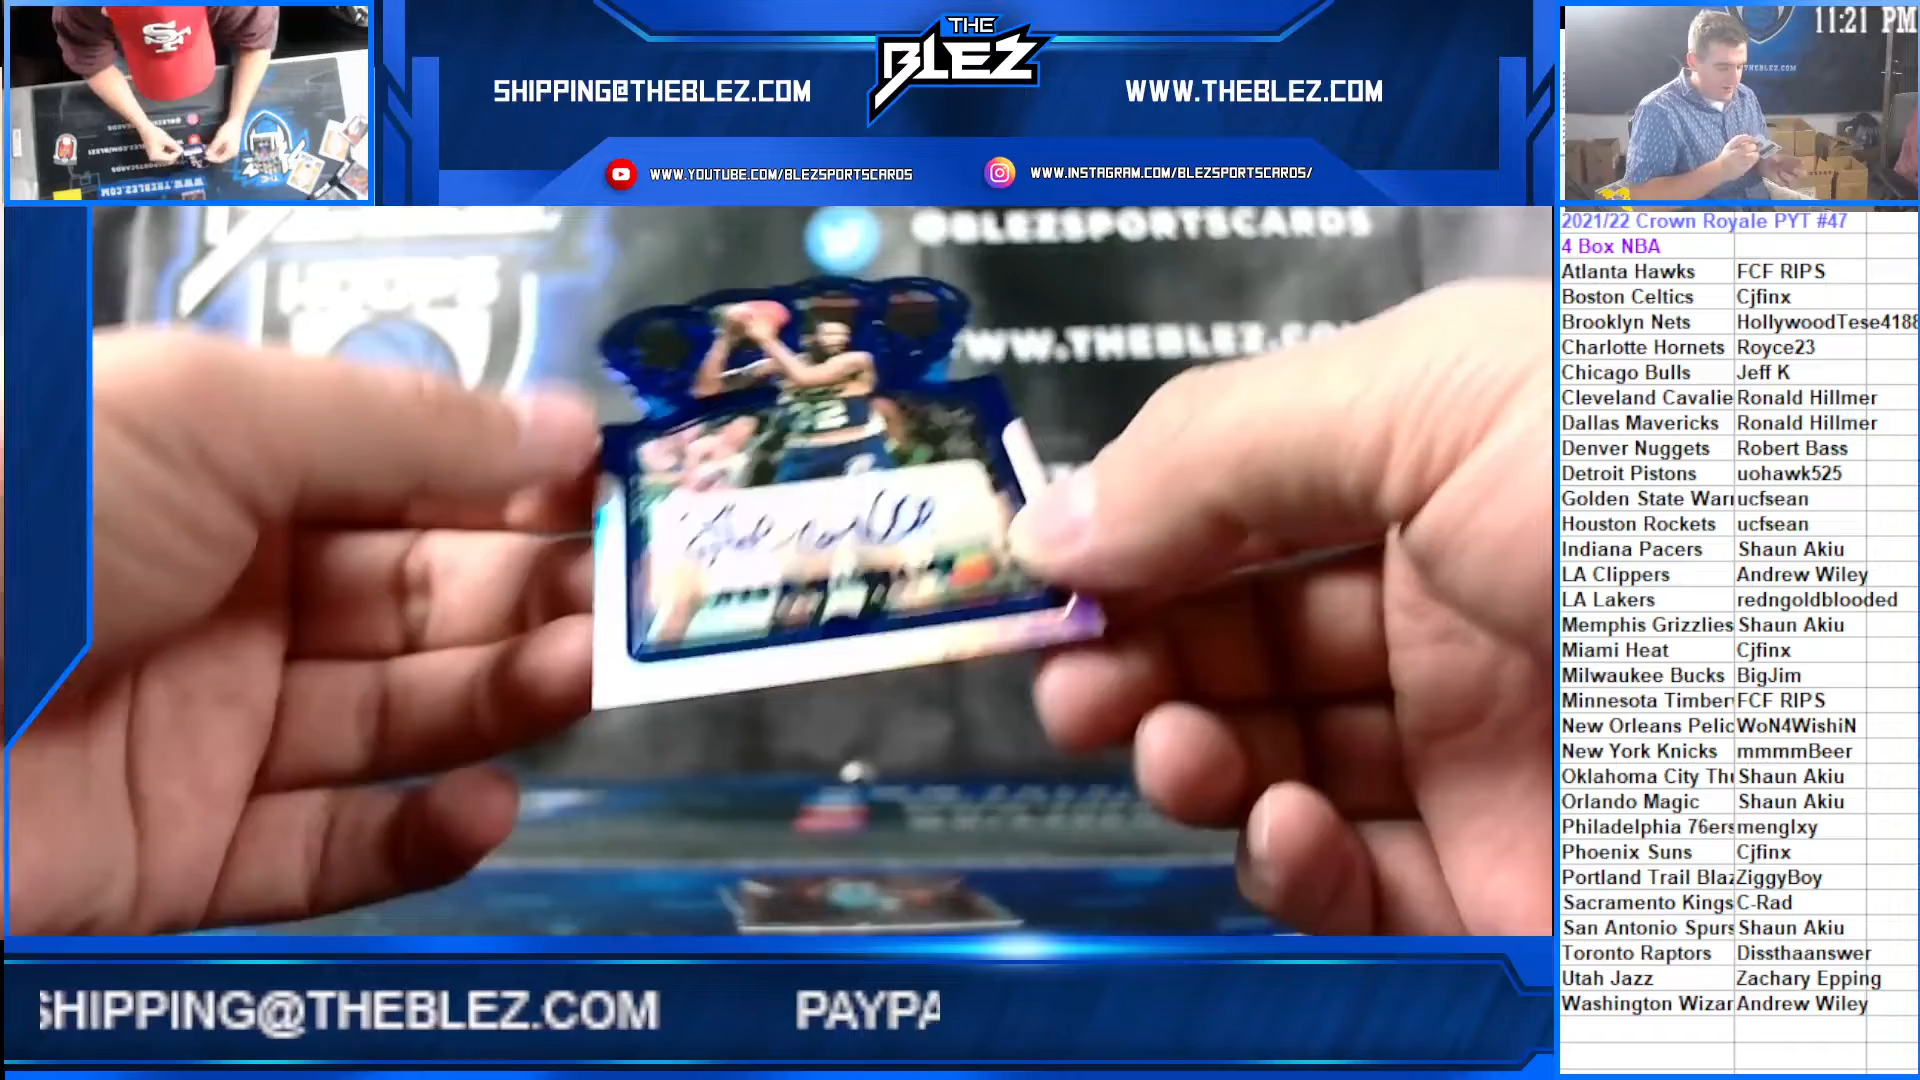 THE
BLEZ
SHIPPING@THEBLEZ.COM
WWW.THEBLEZ.COM
WWW.YOUTUBE.COM/BLEZSPORTSCARDS
WWW.INSTAGRAM.COM/BLEZSPORTSCARDS/
11:21 PM
@BLEZSPORTSCARDS
HOOPS
WWW.THEBLEZ.CO
2021/22 Crown Royale PYT #47
4 Box NBA
Atlanta Hawks FCF RIPS
Boston Celtics Cjfinx
Brooklyn Nets HollywoodTese4188
Charlotte Hornets Royce23
Chicago Bulls Jeff K
Cleveland Cavalie Ronald Hillmer
Dallas Mavericks Ronald Hillmer
Denver Nuggets Robert Bass
Detroit Pistons uohawk525
Golden State Warr ucfsean
Houston Rockets ucfsean
Indiana Pacers Shaun Akiu
LA Clippers Andrew Wiley
LA Lakers redngoldblooded
Memphis Grizzlies Shaun Akiu
Miami Heat Cjfinx
Milwaukee Bucks BigJim
Minnesota Timber FCF RIPS
New Orleans Pelic WoN4WishiN
New York Knicks mmmmBeer
Oklahoma City Thu Shaun Akiu
Orlando Magic Shaun Akiu
Philadelphia 76ers menglxy
Phoenix Suns Cjfinx
Portland Trail Blaz ZiggyBoy
Sacramento Kings C-Rad
San Antonio Spurs Shaun Akiu
Toronto Raptors Dissthaanswer
Utah Jazz Zachary Epping
Washington Wizar Andrew Wiley
SHIPPING@THEBLEZ.COM PAYPA